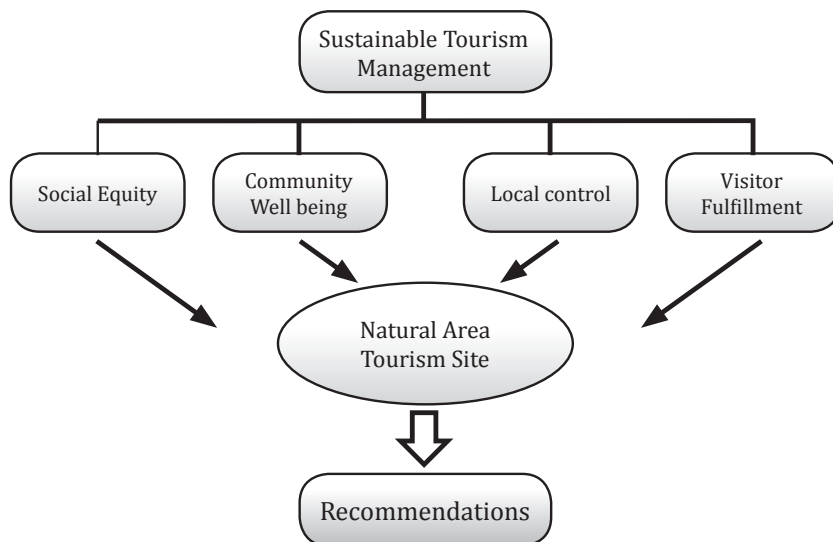 Sustainable Tourism
Management
Social Equity
Community
Well being
Local control
Visitor
Fulfillment
Natural Area
Tourism Site
Recommendations